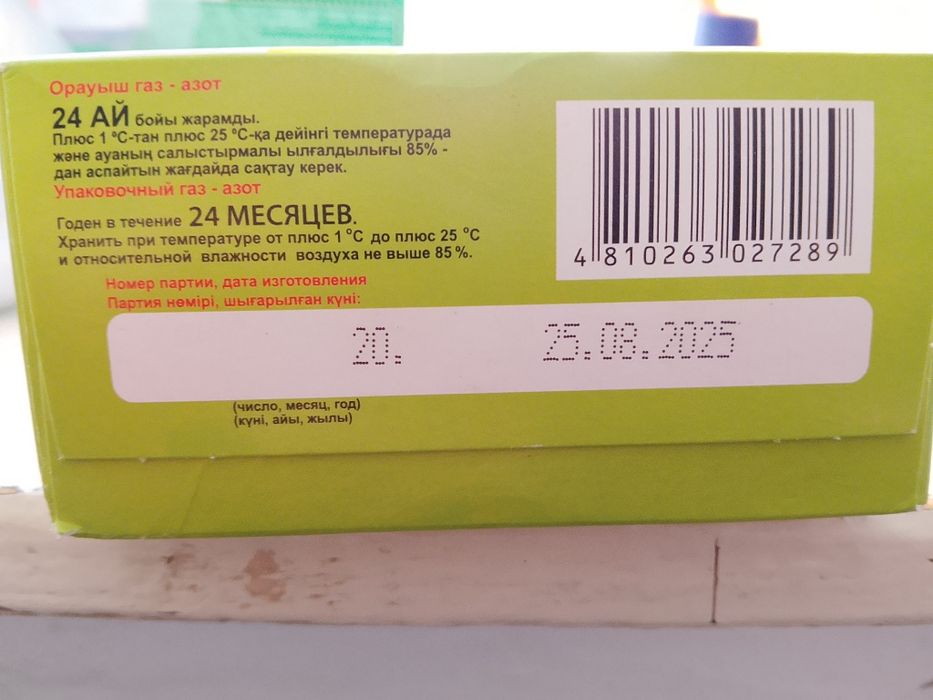 Орауыш газ - азот
24 АЙ бойы жарамды.
Плюс 1 °С-тан плюс 25 °С-қа дейінгі температурада
және ауаның салыстырмалы ылғалдылығы 85% -
дан аспайтын жағдайда сақтау керек.
Упаковочный газ - азот
Годен в течение 24 МЕСЯЦЕВ.
Хранить при температуре от плюс 1 °С до плюс 25 °С
и относительной влажности воздуха не выше 85%.
4 810263 027289
Номер партии, дата изготовления
Партия нөмірі, шығарылған күні:
20. 25.08.2025
(число, месяц, год)
(күні, айы, жылы)